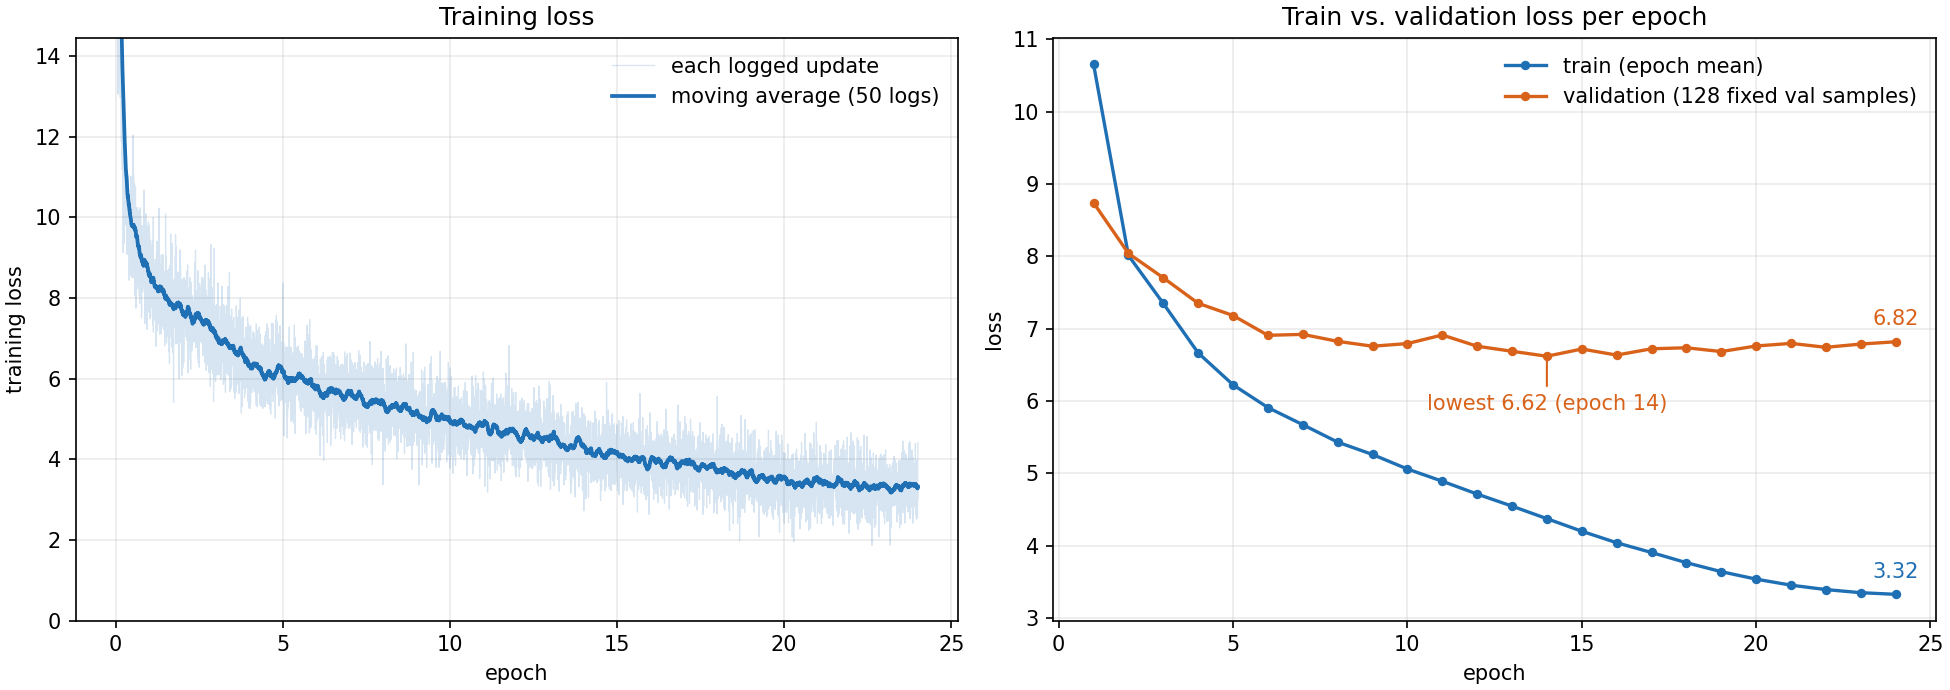 Training loss
14
12
10
8
6
4
2
0
training loss
each logged update
moving average (50 logs)
0 5 10 15 20 25
epoch
Train vs. validation loss per epoch
11
10
9
8
7
6
5
4
3
loss
train (epoch mean)
validation (128 fixed val samples)
6.82
lowest 6.62 (epoch 14)
3.32
0 5 10 15 20 25
epoch